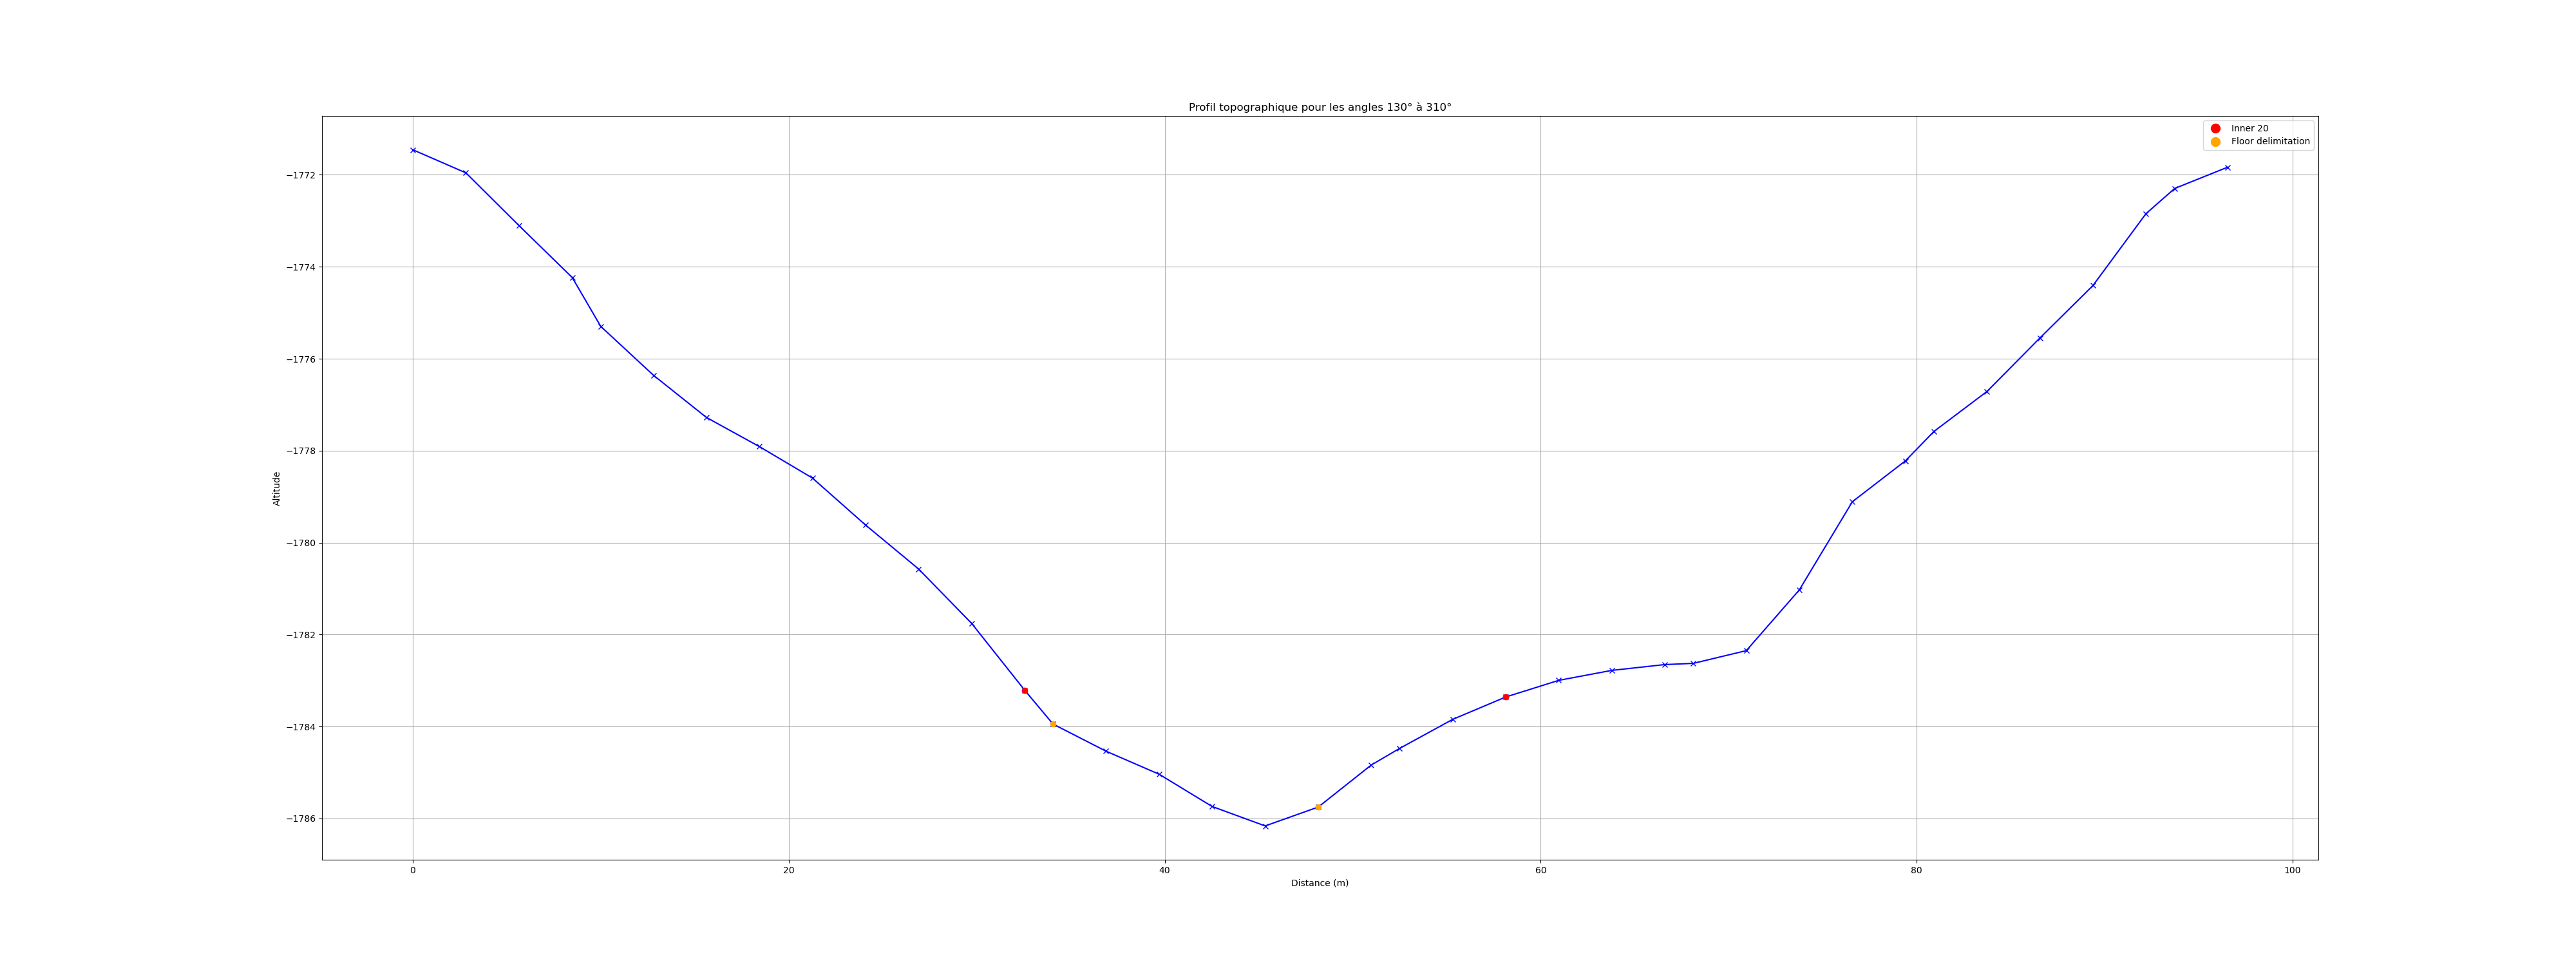 Profil topographique pour les angles 130° à 310°
Inner 20
Floor delimitation
−1772
−1774
−1776
−1778
−1780
−1782
−1784
−1786
Altitude
0 20 40 60 80 100
Distance (m)